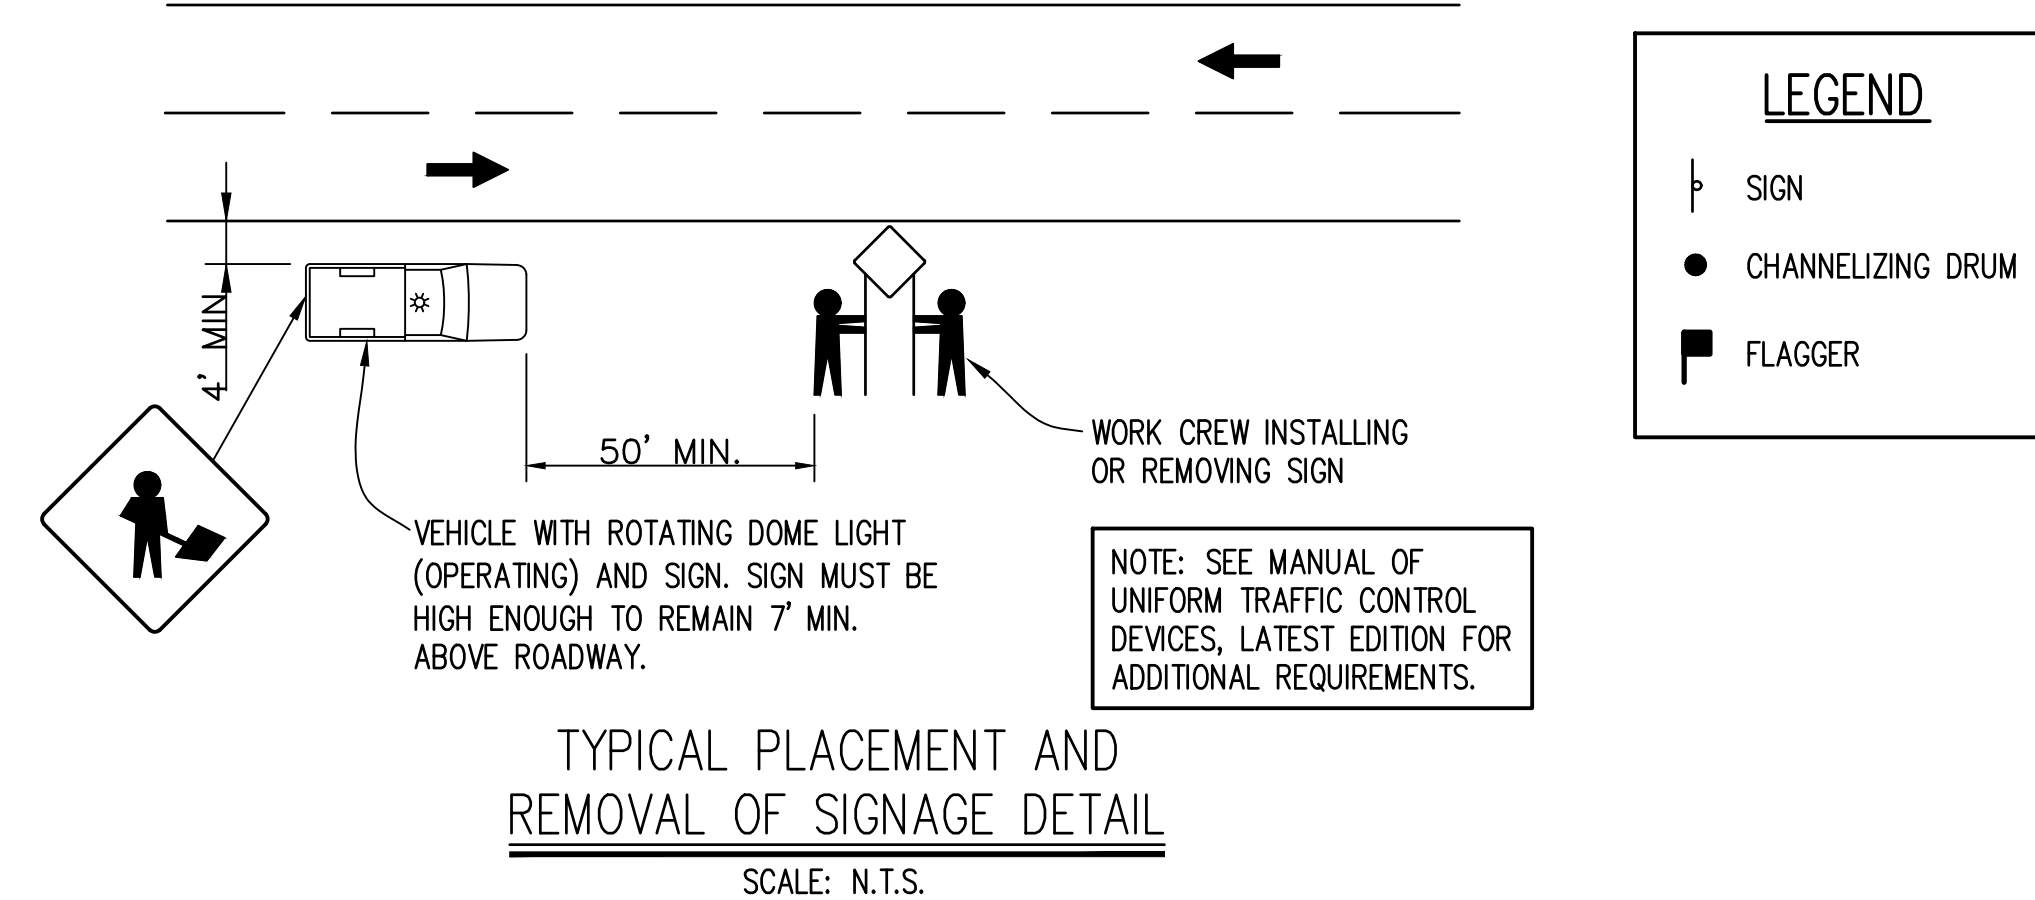 LEGEND
SIGN
CHANNELIZING DRUM
FLAGGER
4' MIN
50' MIN.
WORK CREW INSTALLING
OR REMOVING SIGN
VEHICLE WITH ROTATING DOME LIGHT
(OPERATING) AND SIGN. SIGN MUST BE
HIGH ENOUGH TO REMAIN 7' MIN.
ABOVE ROADWAY.
NOTE: SEE MANUAL OF
UNIFORM TRAFFIC CONTROL
DEVICES, LATEST EDITION FOR
ADDITIONAL REQUIREMENTS.
TYPICAL PLACEMENT AND
REMOVAL OF SIGNAGE DETAIL
SCALE: N.T.S.